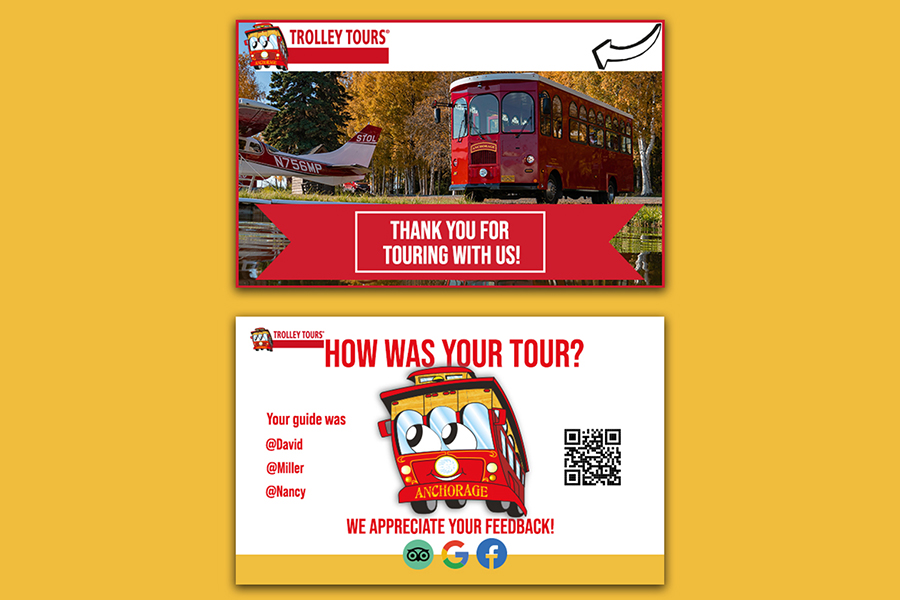 TROLLEY TOURS®
ANCHORAGE
STOL
N756MP
THANK YOU FOR
TOURING WITH US!
TROLLEY TOURS®
HOW WAS YOUR TOUR?
Your guide was
@David
@Miller
@Nancy
ANCHORAGE
WE APPRECIATE YOUR FEEDBACK!